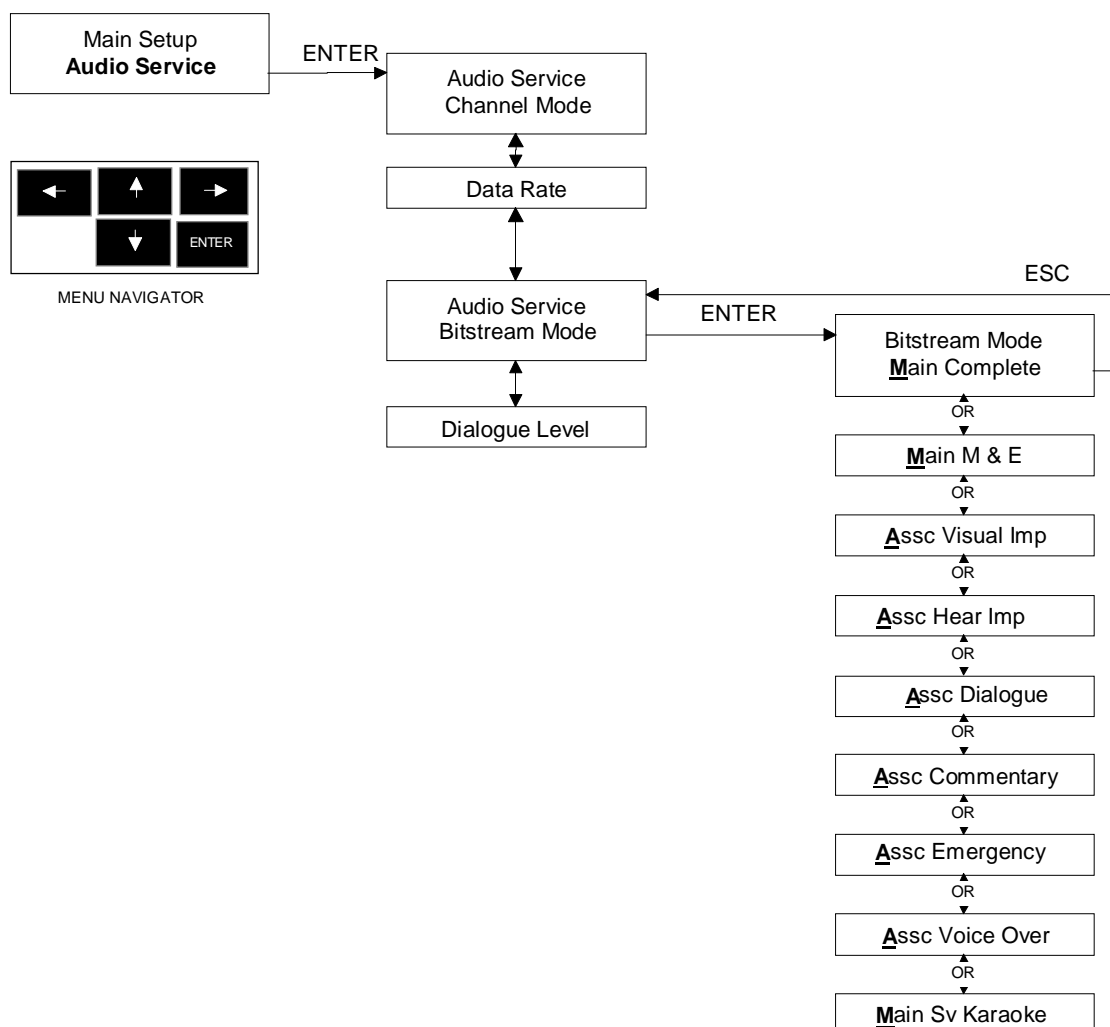 Main Setup
Audio Service
ENTER
Audio Service
Channel Mode
Data Rate
ENTER
MENU NAVIGATOR
ESC
Audio Service
Bitstream Mode
ENTER
Bitstream Mode
Main Complete
OR
Dialogue Level
Main M & E
OR
Assc Visual Imp
OR
Assc Hear Imp
OR
Assc Dialogue
OR
Assc Commentary
OR
Assc Emergency
OR
Assc Voice Over
OR
Main Sv Karaoke